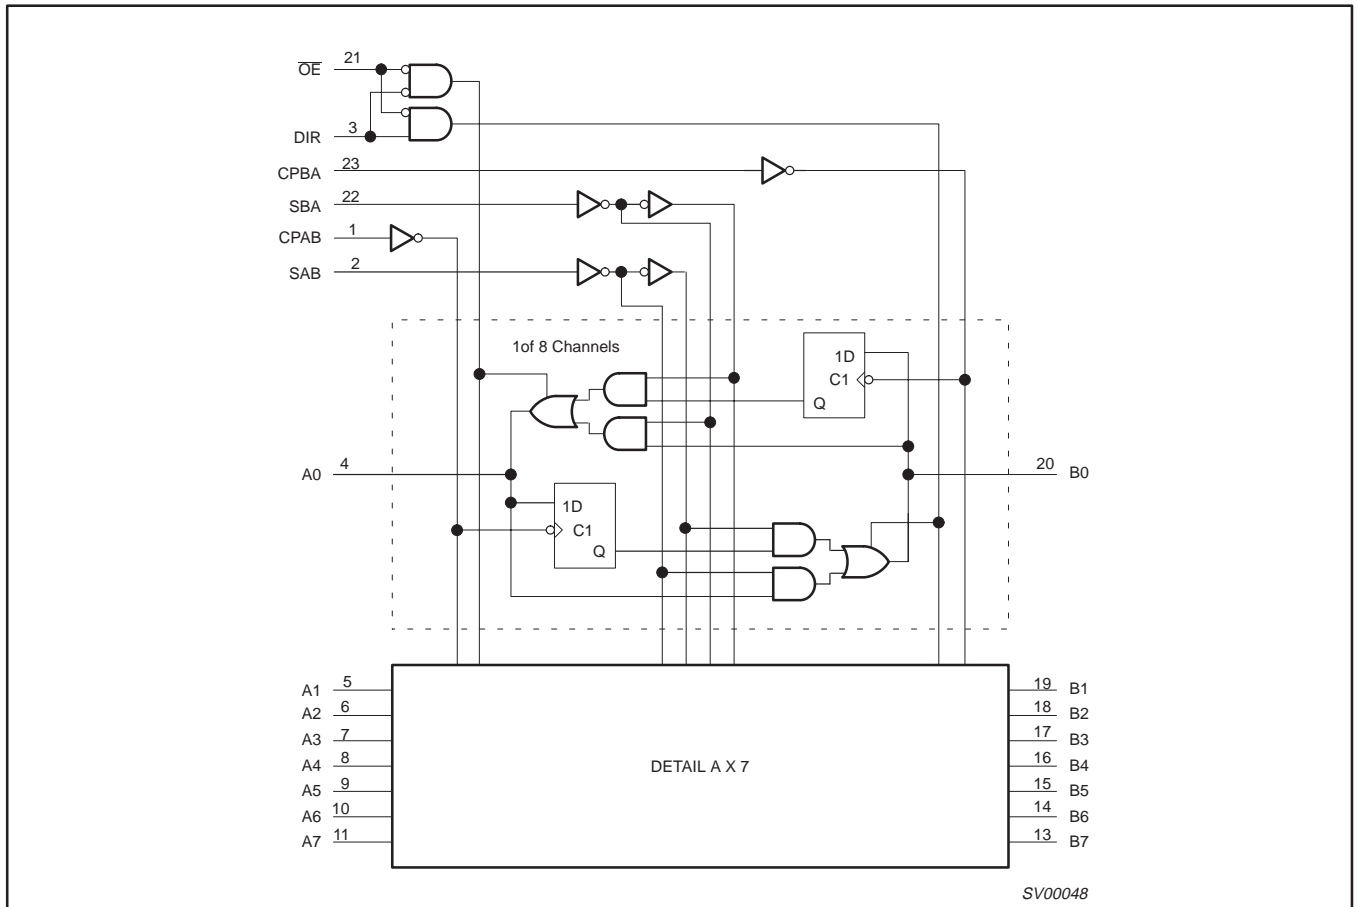 OE 21
DIR 3
CPBA 23
SBA 22
CPAB 1
SAB 2
1of 8 Channels
1D
C1
Q
A0 4
20 B0
1D
C1
Q
A1 5
19 B1
A2 6
18 B2
A3 7
17 B3
A4 8
16 B4
DETAIL A X 7
A5 9
15 B5
A6 10
14 B6
A7 11
13 B7
SV00048